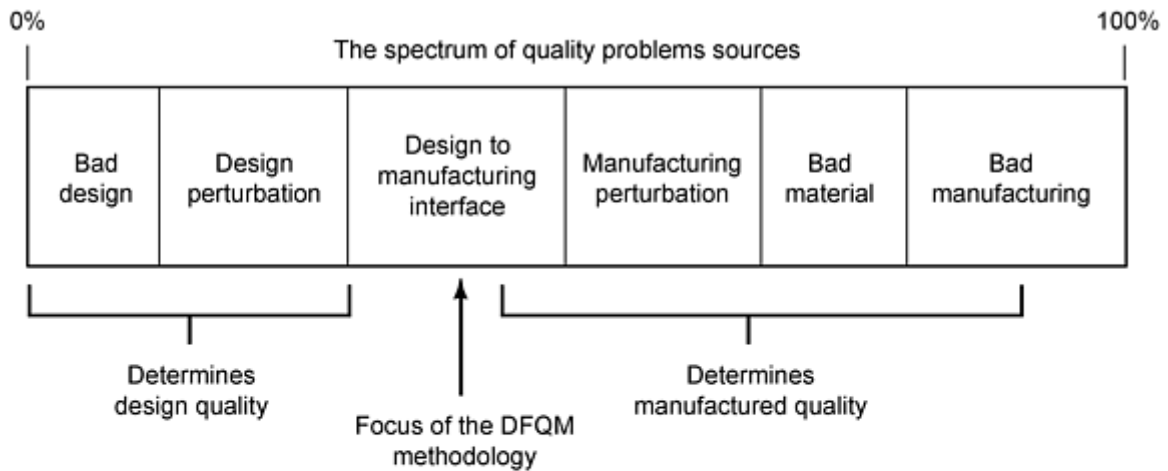 0%
100%
The spectrum of quality problems sources
Bad
design
Design
perturbation
Design to
manufacturing
interface
Manufacturing
perturbation
Bad
material
Bad
manufacturing
Determines
design quality
Focus of the DFQM
methodology
Determines
manufactured quality